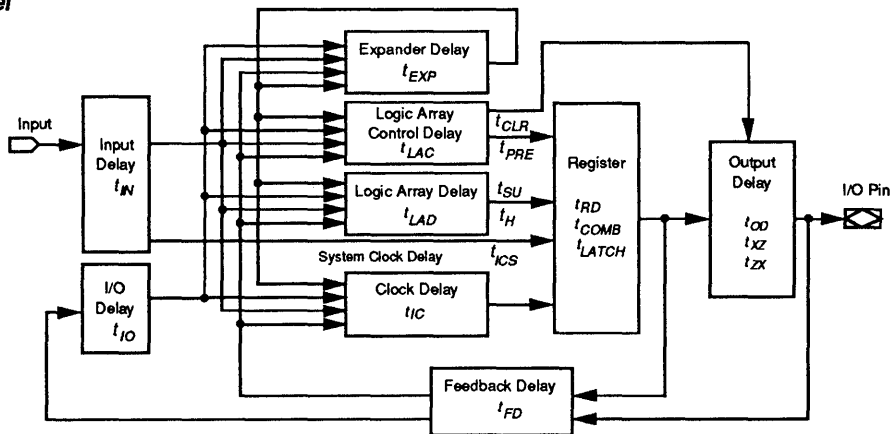 el
Expander Delay
tEXP
Input
Input
Delay
tIN
Logic Array
Control Delay
tLAC
tCLR
tPRE
Register
tRD
tCOMB
tLATCH
Output
Delay
tOD
tXZ
tZX
I/O Pin
Logic Array Delay
tLAD
tSU
tH
System Clock Delay
tICS
I/O
Delay
tIO
Clock Delay
tIC
Feedback Delay
tFD